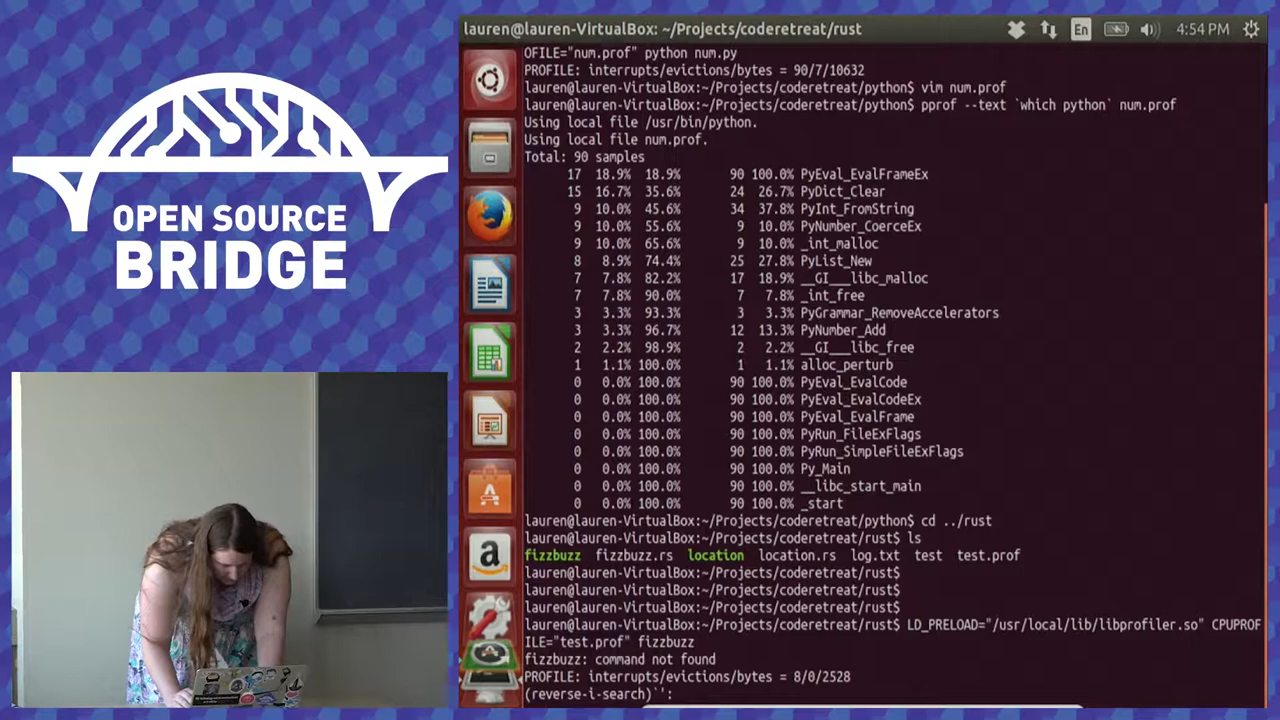 OPEN SOURCE
BRIDGE
lauren@lauren-VirtualBox: ~/Projects/coderetreat/rust
En
4:54 PM
OFILE="num.prof" python num.py
PROFILE: interrupts/evictions/bytes = 90/7/10632
lauren@lauren-VirtualBox:~/Projects/coderetreat/python$ vim num.prof
lauren@lauren-VirtualBox:~/Projects/coderetreat/python$ pprof --text `which python` num.prof
Using local file /usr/bin/python.
Using local file num.prof.
Total: 90 samples
17 18.9% 18.9% 90 100.0% PyEval_EvalFrameEx
15 16.7% 35.6% 24 26.7% PyDict_Clear
9 10.0% 45.6% 34 37.8% PyInt_FromString
9 10.0% 55.6% 9 10.0% PyNumber_CoerceEx
9 10.0% 65.6% 9 10.0% _int_malloc
8 8.9% 74.4% 25 27.8% PyList_New
7 7.8% 82.2% 17 18.9% __GI___libc_malloc
7 7.8% 90.0% 7 7.8% _int_free
3 3.3% 93.3% 3 3.3% PyGrammar_RemoveAccelerators
3 3.3% 96.7% 12 13.3% PyNumber_Add
2 2.2% 98.9% 2 2.2% __GI___libc_free
1 1.1% 100.0% 1 1.1% alloc_perturb
0 0.0% 100.0% 90 100.0% PyEval_EvalCode
0 0.0% 100.0% 90 100.0% PyEval_EvalCodeEx
0 0.0% 100.0% 90 100.0% PyEval_EvalFrame
0 0.0% 100.0% 90 100.0% PyRun_FileExFlags
0 0.0% 100.0% 90 100.0% PyRun_SimpleFileExFlags
0 0.0% 100.0% 90 100.0% Py_Main
0 0.0% 100.0% 90 100.0% __libc_start_main
0 0.0% 100.0% 90 100.0% _start
lauren@lauren-VirtualBox:~/Projects/coderetreat/python$ cd ../rust
lauren@lauren-VirtualBox:~/Projects/coderetreat/rust$ ls
fizzbuzz fizzbuzz.rs location location.rs log.txt test test.prof
lauren@lauren-VirtualBox:~/Projects/coderetreat/rust$
lauren@lauren-VirtualBox:~/Projects/coderetreat/rust$
lauren@lauren-VirtualBox:~/Projects/coderetreat/rust$
lauren@lauren-VirtualBox:~/Projects/coderetreat/rust$ LD_PRELOAD="/usr/local/lib/libprofiler.so" CPUPROF
ILE="test.prof" fizzbuzz
fizzbuzz: command not found
PROFILE: interrupts/evictions/bytes = 8/0/2528
(reverse-i-search)`':